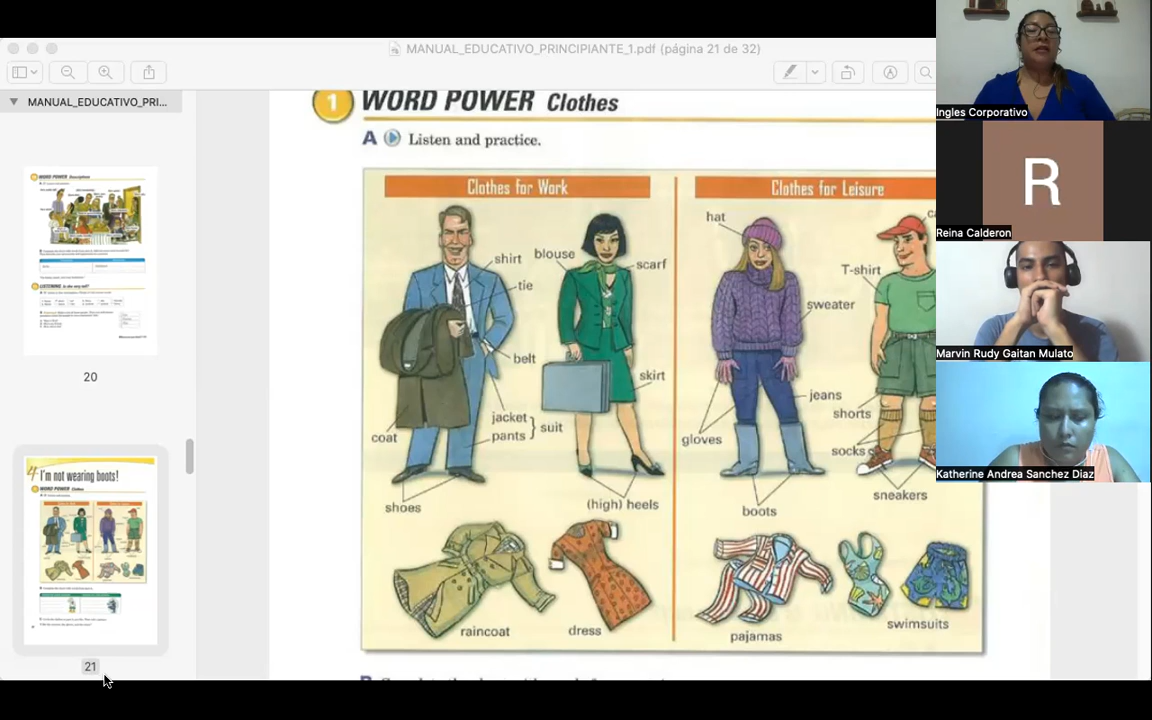 MANUAL_EDUCATIVO_PRINCIPIANTE_1.pdf (página 21 de 32)
MANUAL_EDUCATIVO_PRI...
20
4 I'm not wearing boots!
21
1 WORD POWER Clothes
A Listen and practice.
Clothes for Work
Clothes for Leisure
shirt
blouse
scarf
tie
belt
skirt
jacket
pants
suit
coat
shoes
(high) heels
raincoat
dress
hat
T-shirt
sweater
jeans
shorts
gloves
socks
sneakers
boots
pajamas
swimsuits
Ingles Corporativo
R
Reina Calderon
Marvin Rudy Gaitan Mulato
Katherine Andrea Sanchez Diaz